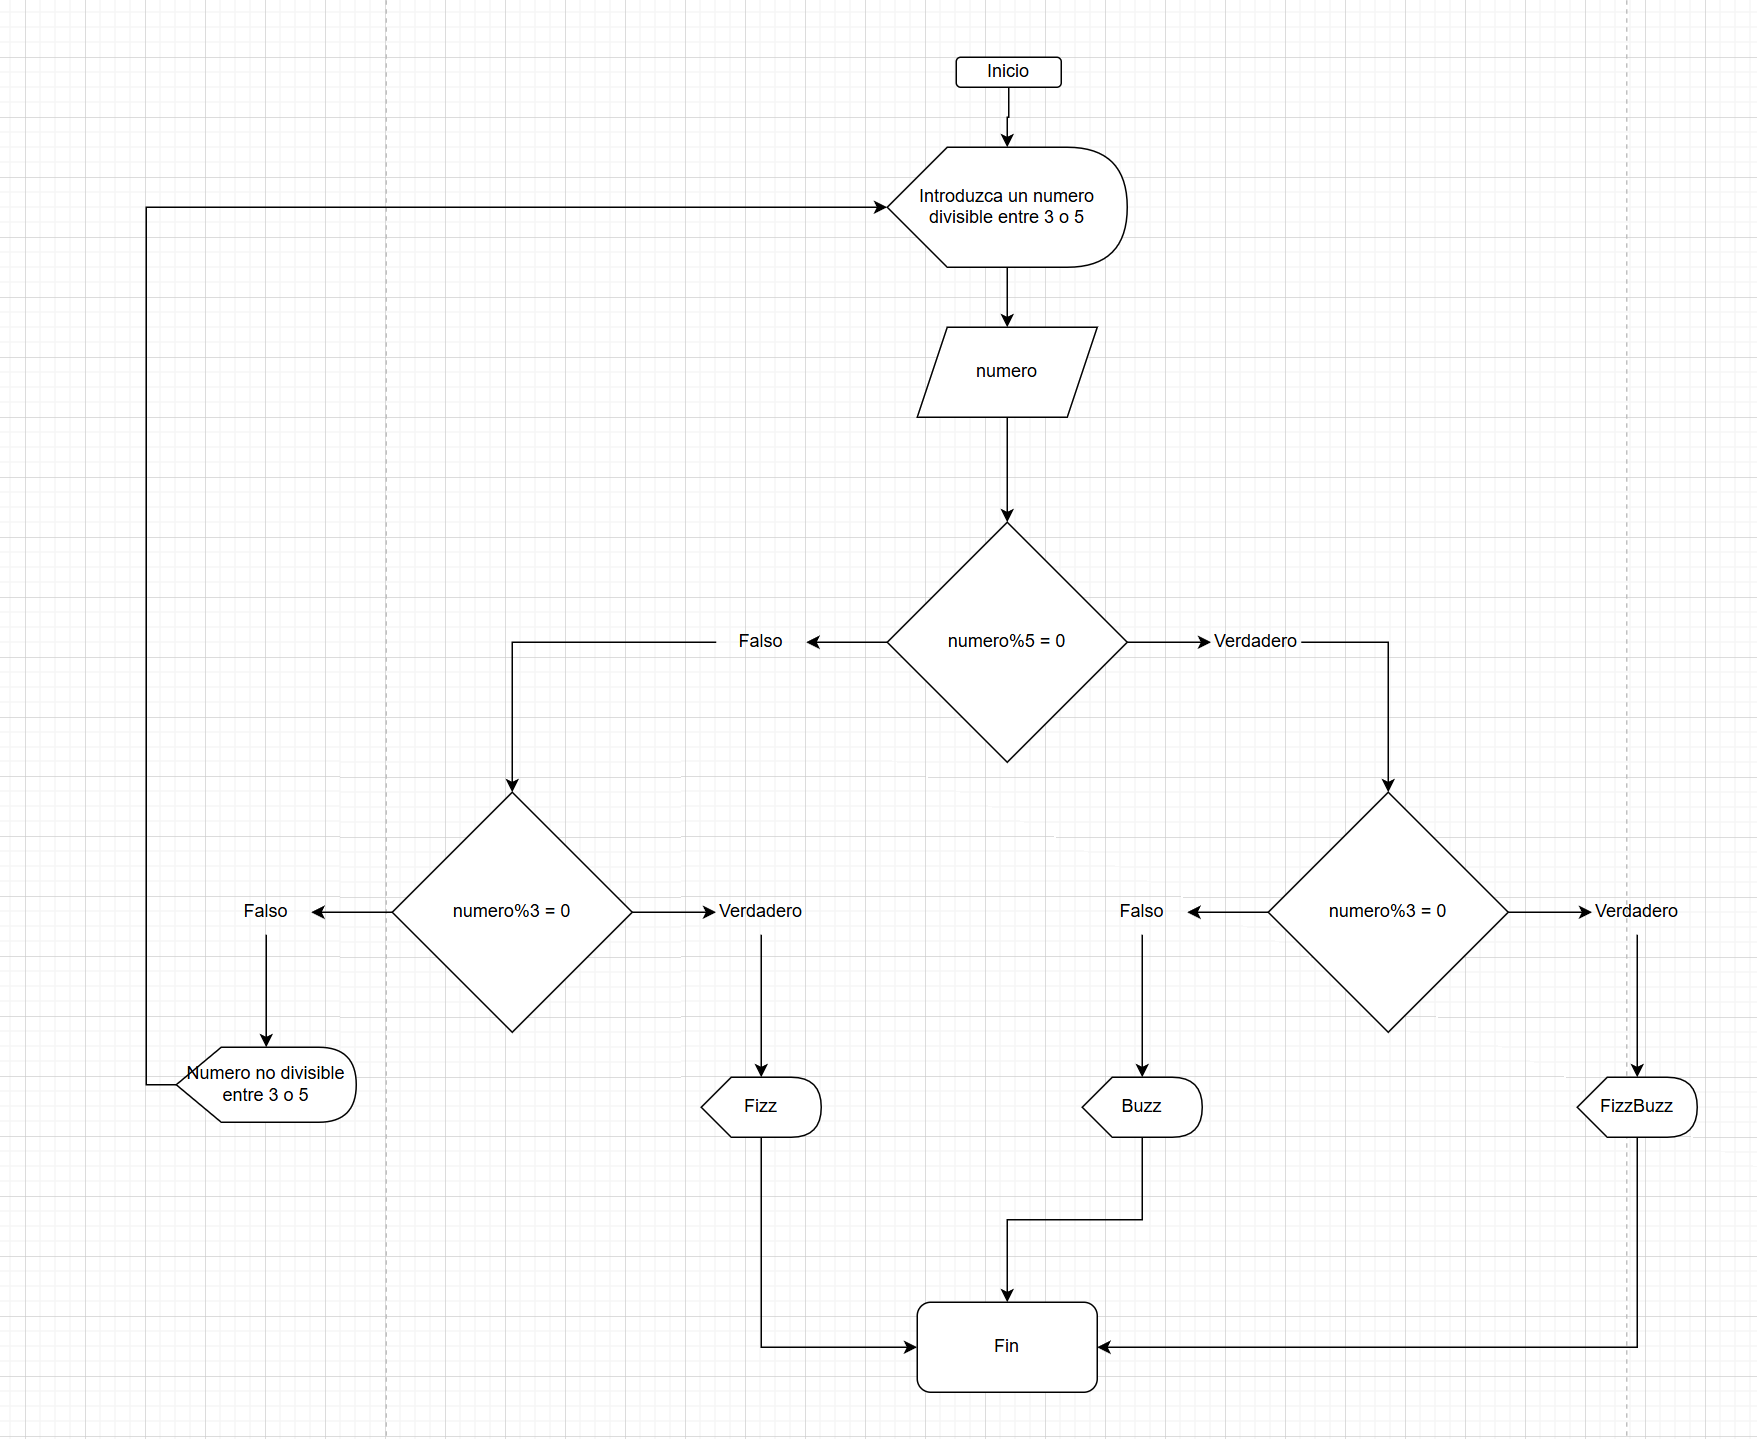 Inicio
Introduzca un numero
divisible entre 3 o 5
numero
Falso
numero%5 = 0
Verdadero
Falso
numero%3 = 0
Verdadero
Falso
numero%3 = 0
Verdadero
Numero no divisible
entre 3 o 5
Fizz
Buzz
FizzBuzz
Fin